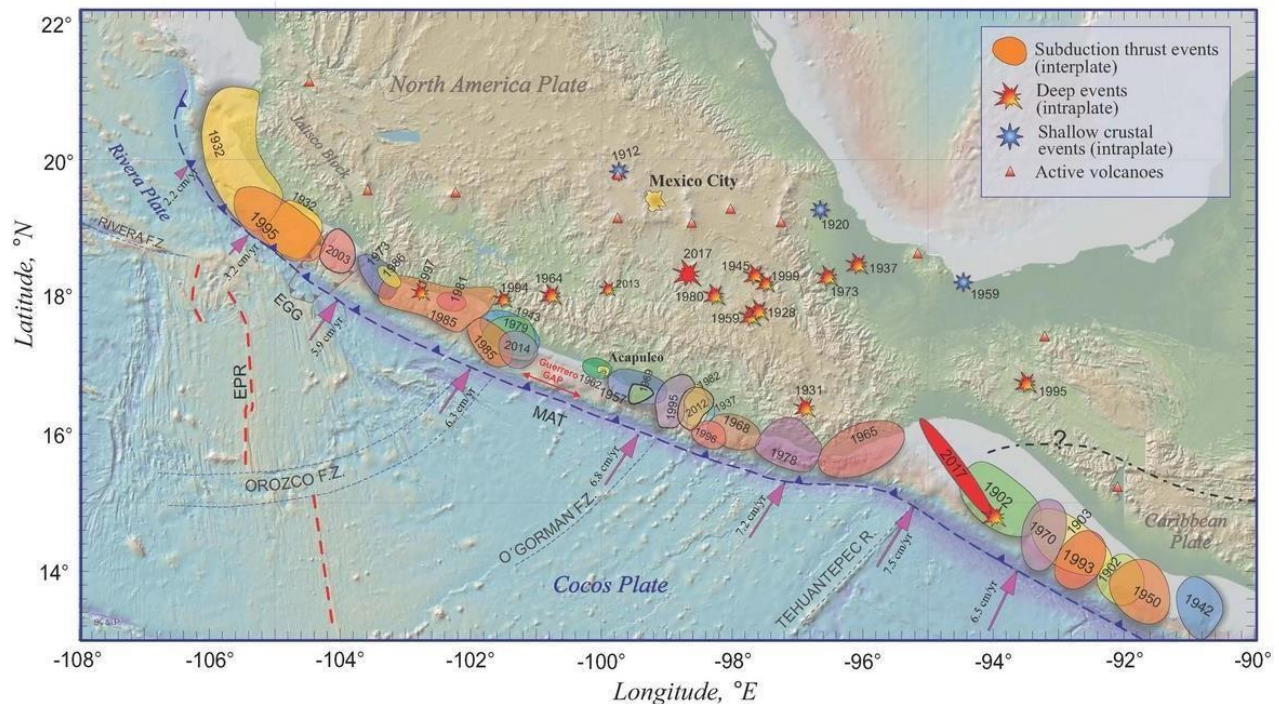 22°
20°
18°
16°
14°
Latitude, °N
-108
-106
-104
-102
-100
-98
-96
-94
-92
-90°
Longitude, °E
Subduction thrust events
(interplate)
Deep events
(intraplate)
Shallow crustal
events (intraplate)
Active volcanoes
North America Plate
Jalisco Block
Rivera Plate
RIVERA F.Z.
Mexico City
1912
1920
1932
2.2 cm/yr
1995
1932
2003
1973
1986
1997
1981
1994
1964
2013
2017
1945
1999
1980
1973
1937
1959
1928
1959
3.2 cm/yr
EGG
5.9 cm/yr
EPR
1985
1943
1979
1985
2014
Guerrero
GAP
Acapulco
1962
1957
1989
1995
1982
2012
1937
1996
1968
1931
1978
1965
1995
?
MAT
6.3 cm/yr
OROZCO F.Z.
6.8 cm/yr
O'GORMAN F.Z.
7.2 cm/yr
TEHUANTEPEC R.
7.5 cm/yr
Cocos Plate
6.5 cm/yr
2017
1902
1970
1903
1993
1902
1950
1942
Caribbean
Plate